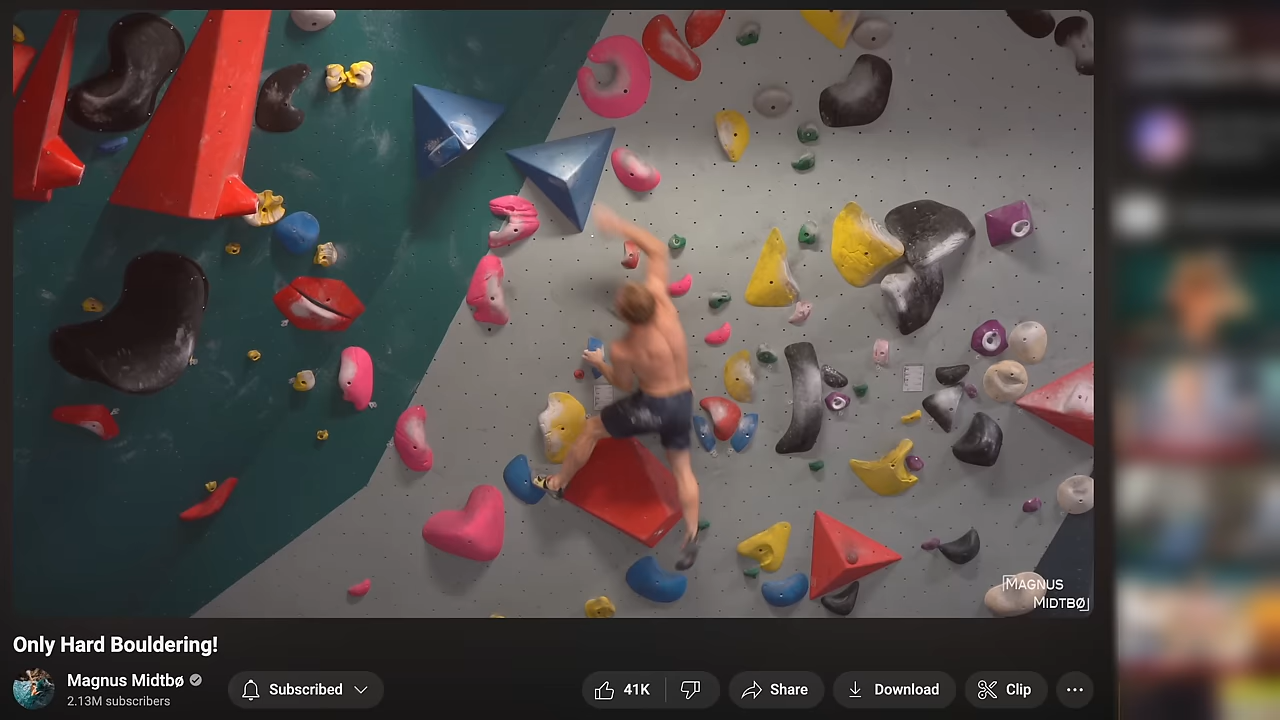 MAGNUS
MIDTBØ
Only Hard Bouldering!
Magnus Midtbø
2.13M subscribers
Subscribed
41K
Share
Download
Clip